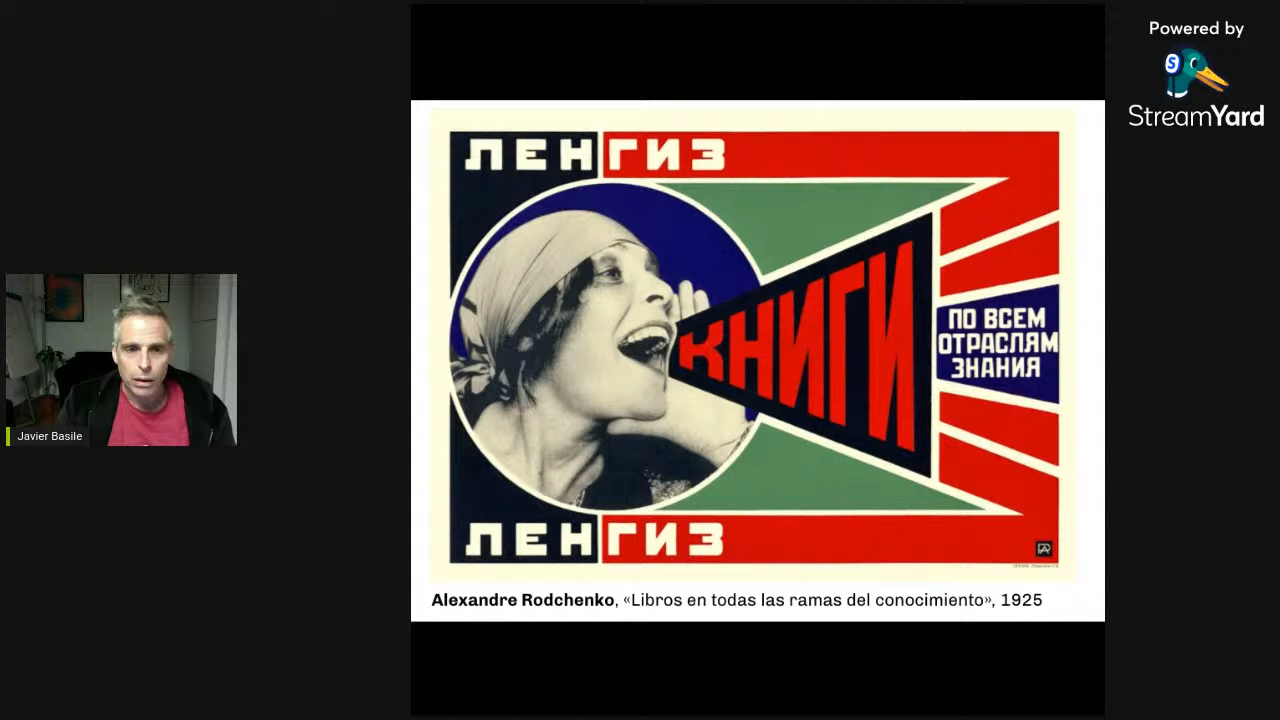 Powered by
StreamYard
ЛЕНГИЗ
КНИГИ
ПО ВСЕМ
ОТРАСЛЯМ
ЗНАНИЯ
ЛЕНГИЗ
Alexandre Rodchenko, «Libros en todas las ramas del conocimiento», 1925
Javier Basile